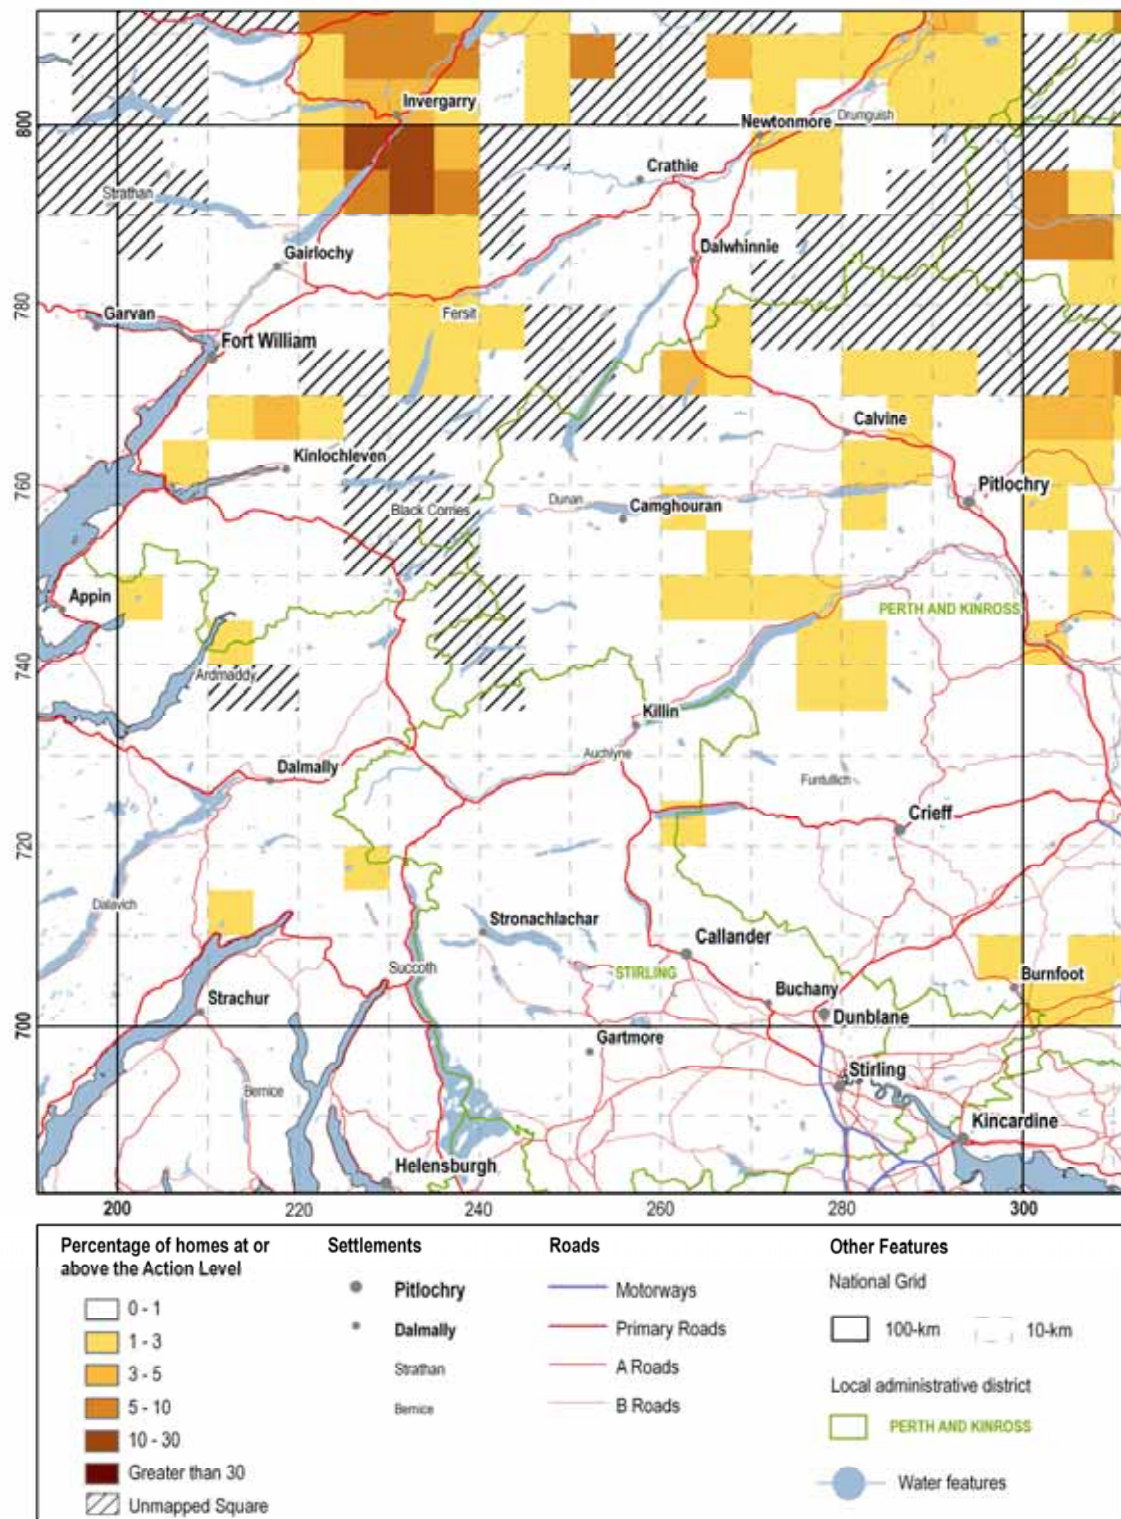 800
Invergarry
Newtonmore
Drumguish
Crathie
Strathan
Dalwhinnie
Gairlochy
780
Garvan
Fersit
Fort William
Calvine
Kinlochleven
760
Pitlochry
Dunan
Camghouran
Black Corries
Appin
PERTH AND KINROSS
740
Ardmaddy
Killin
Auchlyne
Dalmally
Funtullich
Crieff
720
Dalavich
Stronachlachar
Callander
Succoth
STIRLING
Burnfoot
Strachur
Buchany
Dunblane
700
Gartmore
Stirling
Bernice
Kincardine
Helensburgh
200 220 240 260 280 300
Percentage of homes at or
above the Action Level
0 - 1
1 - 3
3 - 5
5 - 10
10 - 30
Greater than 30
Unmapped Square
Settlements
Pitlochry
Dalmally
Strathan
Bernice
Roads
Motorways
Primary Roads
A Roads
B Roads
Other Features
National Grid
100-km 10-km
Local administrative district
PERTH AND KINROSS
Water features